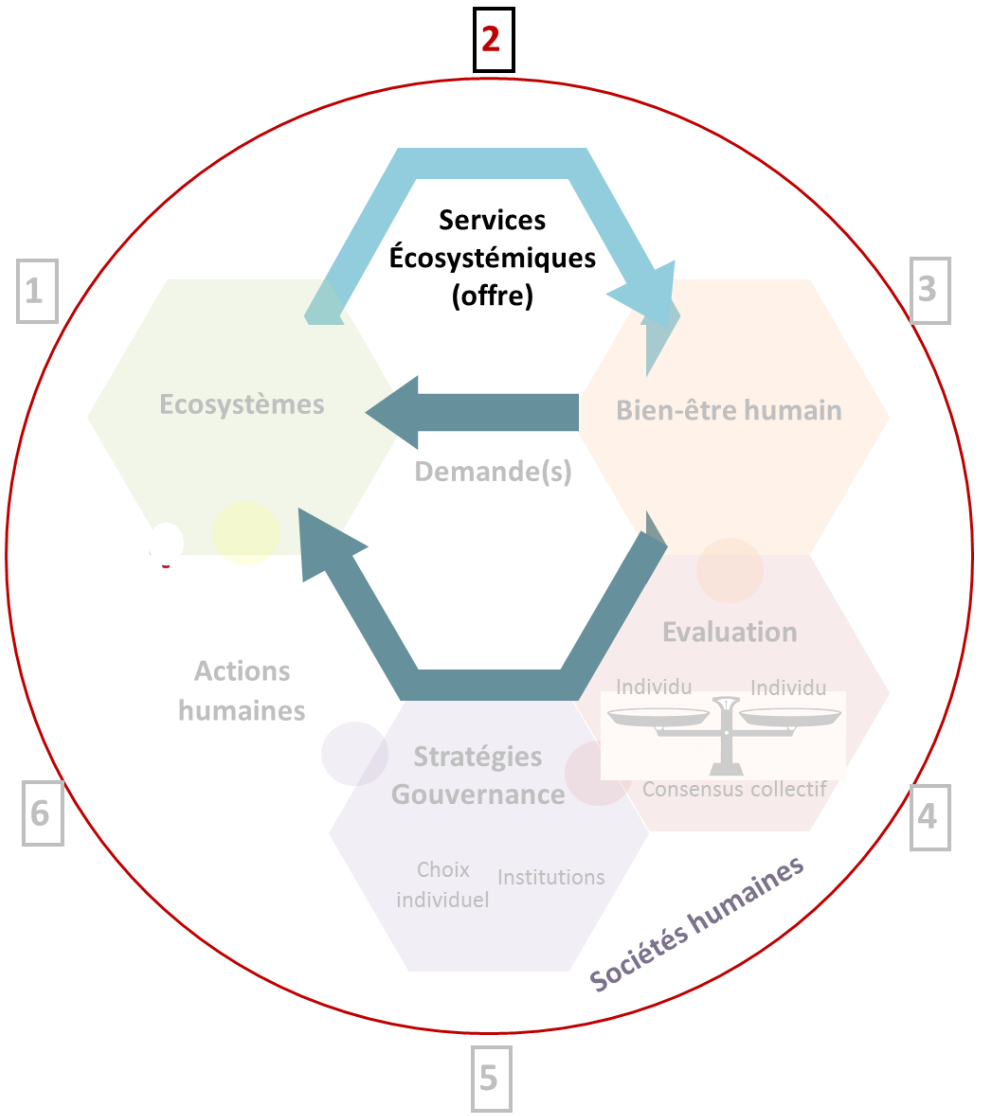 2
Services
Écosystémiques
(offre)
1
3
Ecosystèmes
Bien-être humain
Demande(s)
Evaluation
Individu
Individu
Consensus collectif
Actions
humaines
Stratégies
Gouvernance
Choix
individuel
Institutions
6
4
Sociétés humaines
5